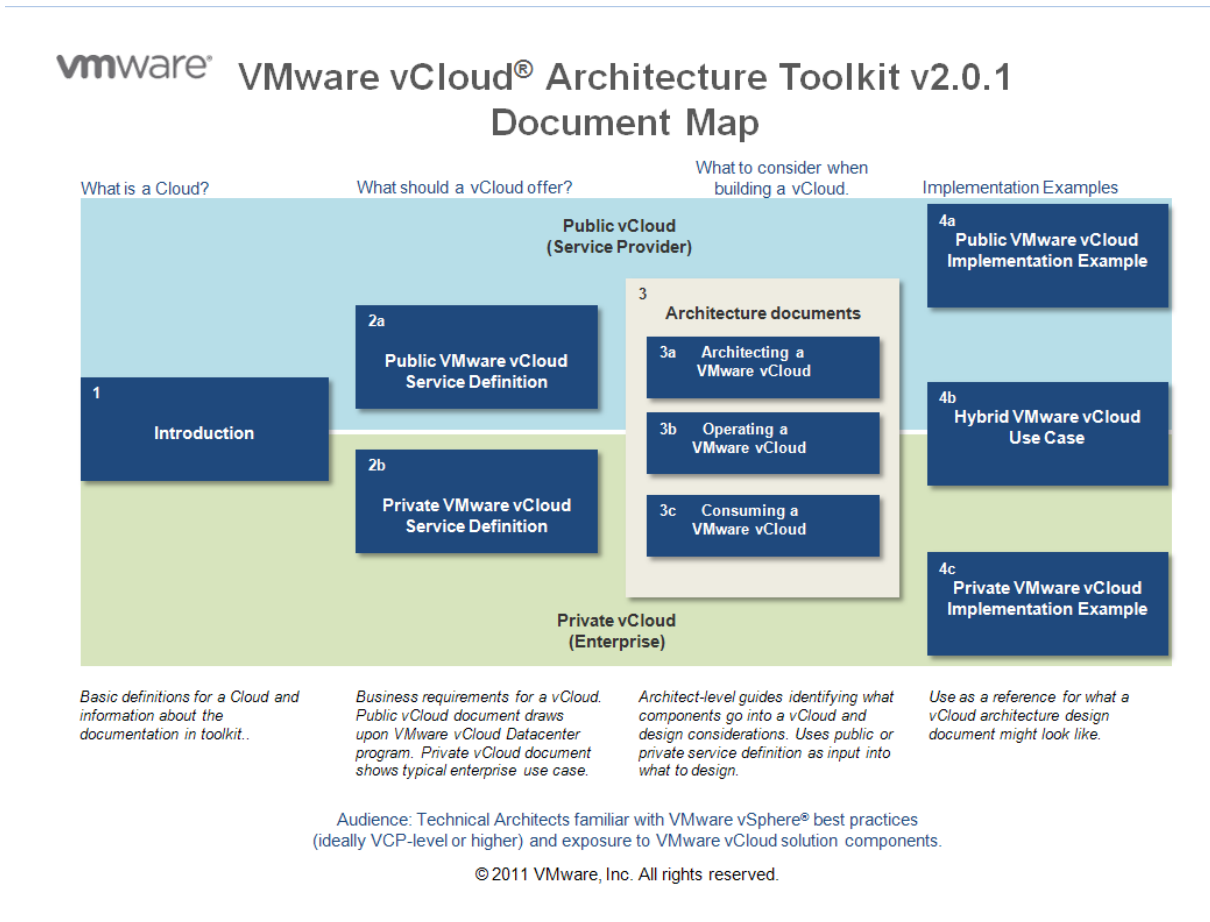 vmware®
VMware vCloud® Architecture Toolkit v2.0.1
Document Map
What is a Cloud?
What should a vCloud offer?
What to consider when
building a vCloud.
Implementation Examples
Public vCloud
(Service Provider)
1
Introduction
2a
Public VMware vCloud
Service Definition
2b
Private VMware vCloud
Service Definition
3
Architecture documents
3a Architecting a
VMware vCloud
3b Operating a
VMware vCloud
3c Consuming a
VMware vCloud
4a
Public VMware vCloud
Implementation Example
4b
Hybrid VMware vCloud
Use Case
4c
Private VMware vCloud
Implementation Example
Private vCloud
(Enterprise)
Basic definitions for a Cloud and
information about the
documentation in toolkit..
Business requirements for a vCloud.
Public vCloud document draws
upon VMware vCloud Datacenter
program. Private vCloud document
shows typical enterprise use case.
Architect-level guides identifying what
components go into a vCloud and
design considerations. Uses public or
private service definition as input into
what to design.
Use as a reference for what a
vCloud architecture design
document might look like.
Audience: Technical Architects familiar with VMware vSphere® best practices
(ideally VCP-level or higher) and exposure to VMware vCloud solution components.
© 2011 VMware, Inc. All rights reserved.